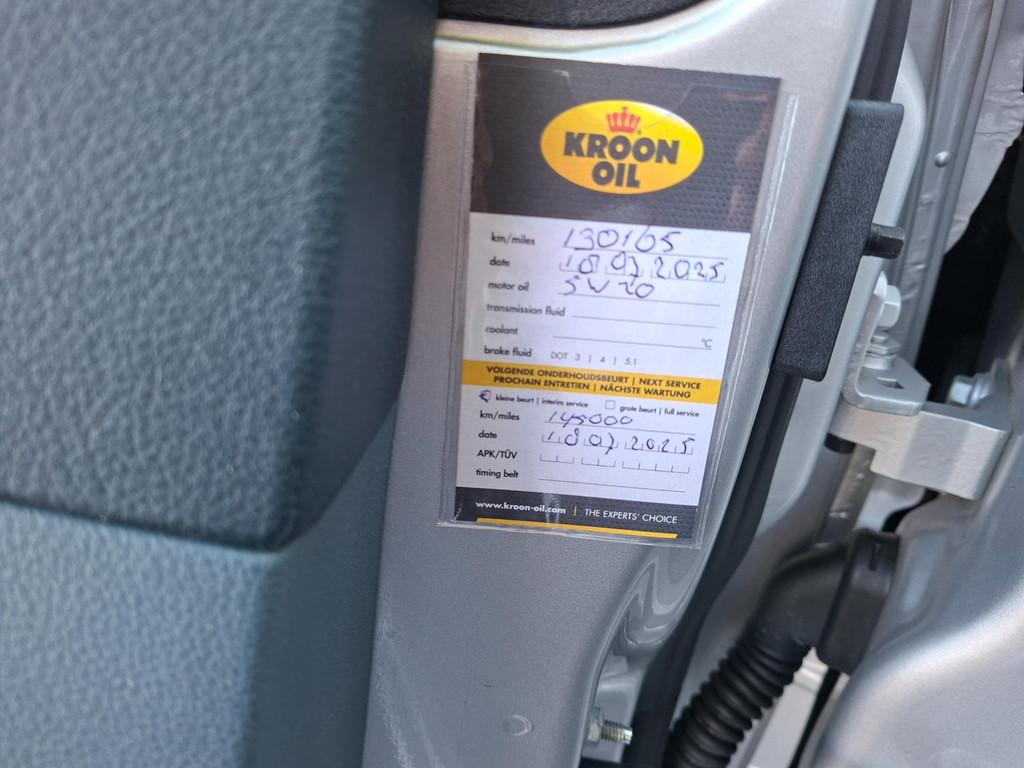 KROON
OIL
km/miles 130165
date 18 07 2025
motor oil 5W20
transmission fluid
coolant °C
brake fluid DOT 3 | 4 | 5.1
VOLGENDE ONDERHOUDSBEURT | NEXT SERVICE
PROCHAIN ENTRETIEN | NÄCHSTE WARTUNG
kleine beurt | interim service grote beurt | full service
km/miles 145000
date 18 07 2025
APK/TÜV
timing belt
www.kroon-oil.com | THE EXPERTS' CHOICE